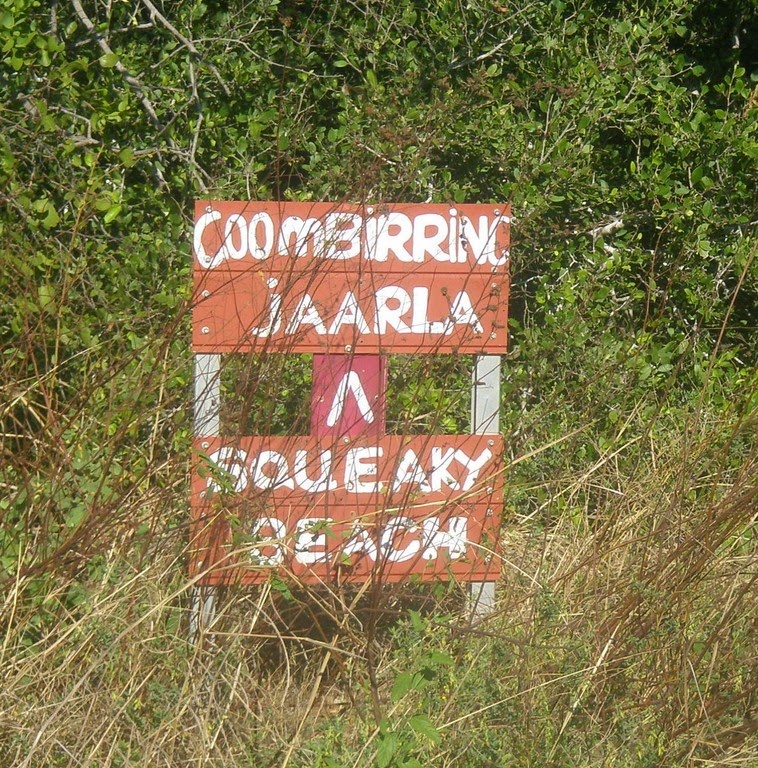 COOMBiRRiNG
jAARLA
Λ
SQUEAKY
BEACH